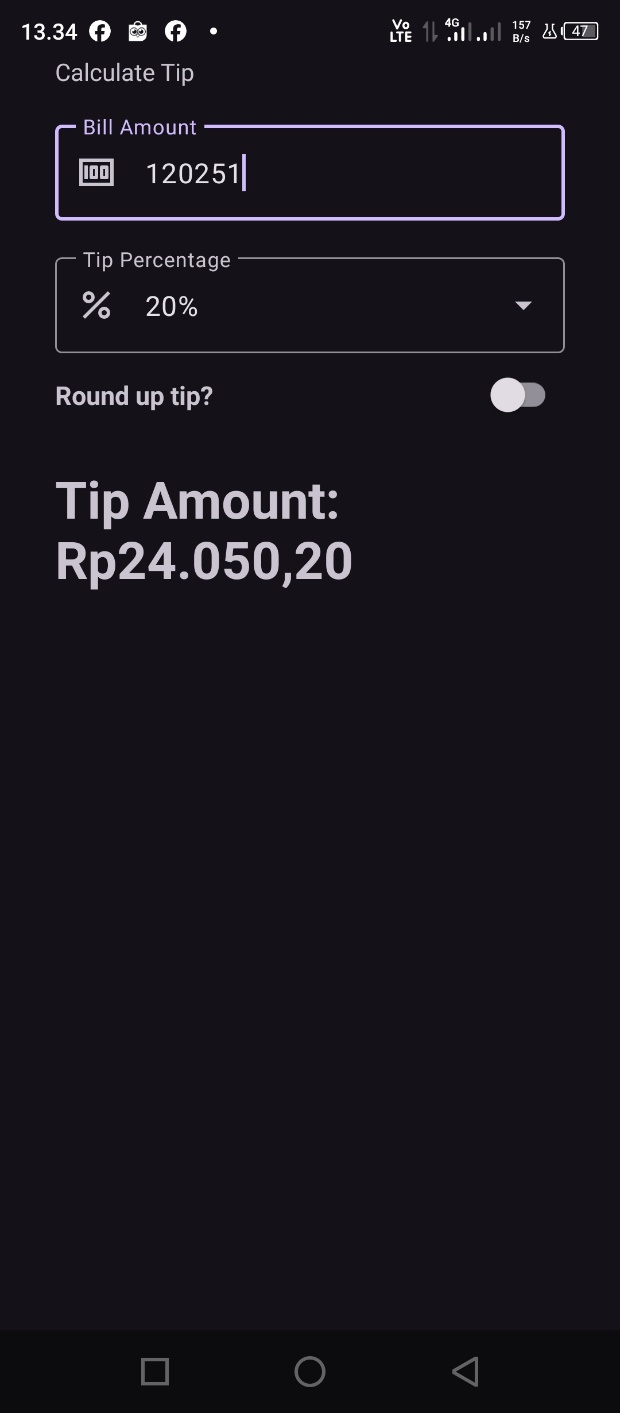 13.34
Vo LTE 4G 157 B/s 47
Calculate Tip
Bill Amount
120251
Tip Percentage
20%
Round up tip?
Tip Amount:
Rp24.050,20